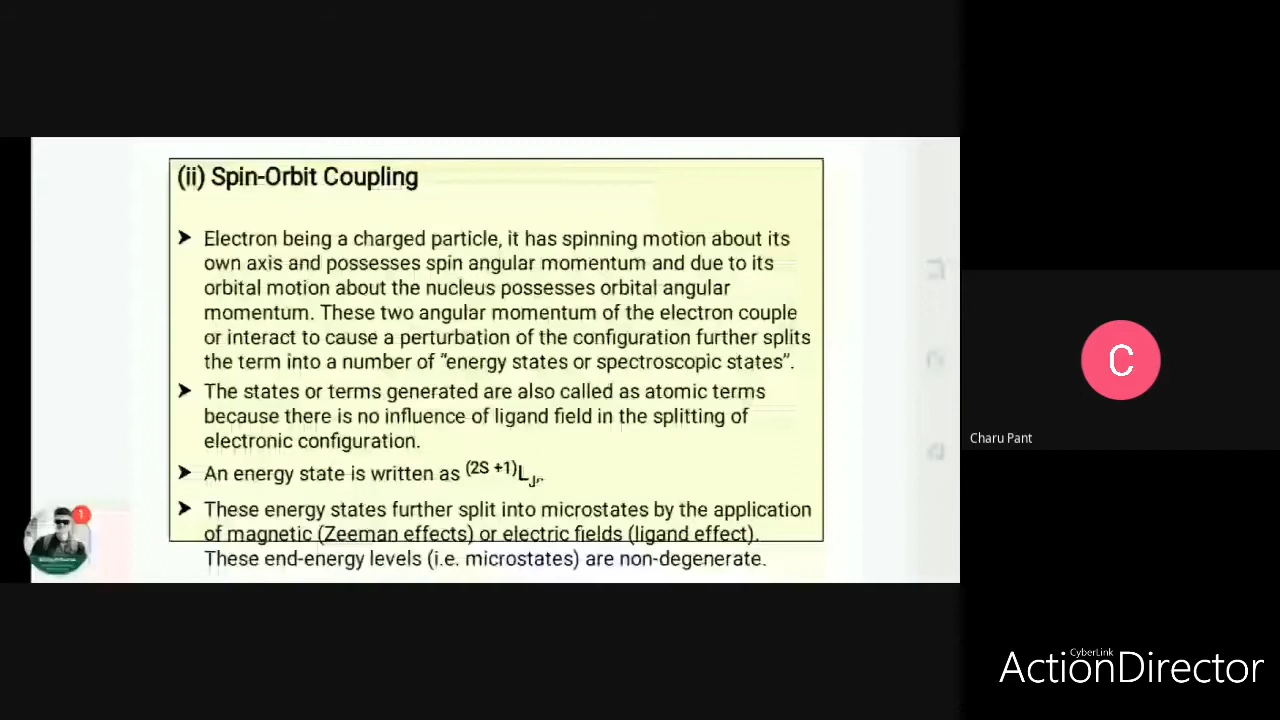 (ii) Spin-Orbit Coupling
➤ Electron being a charged particle, it has spinning motion about its
own axis and possesses spin angular momentum and due to its
orbital motion about the nucleus possesses orbital angular
momentum. These two angular momentum of the electron couple
or interact to cause a perturbation of the configuration further splits
the term into a number of “energy states or spectroscopic states”.
➤ The states or terms generated are also called as atomic terms
because there is no influence of ligand field in the splitting of
electronic configuration.
➤ An energy state is written as (2S +1)LJ.
➤ These energy states further split into microstates by the application
of magnetic (Zeeman effects) or electric fields (ligand effect).
These end-energy levels (i.e. microstates) are non-degenerate.
1
C
Charu Pant
CyberLink
ActionDirector